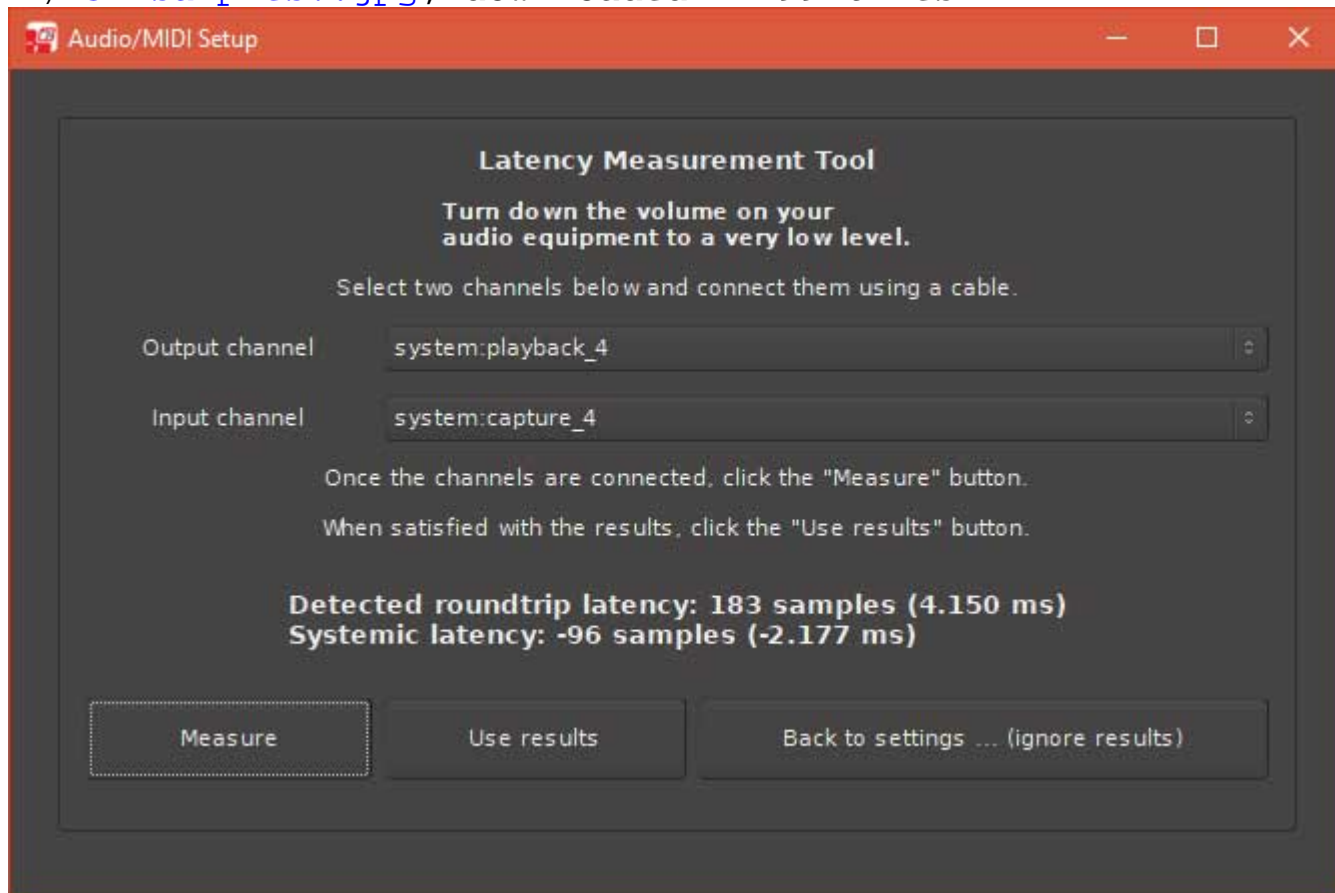 Audio/MIDI Setup
Latency Measurement Tool
Turn down the volume on your
audio equipment to a very low level.
Select two channels below and connect them using a cable.
Output channel system:playback_4
Input channel system:capture_4
Once the channels are connected, click the "Measure" button.
When satisfied with the results, click the "Use results" button.
Detected roundtrip latency: 183 samples (4.150 ms)
Systemic latency: -96 samples (-2.177 ms)
Measure Use results Back to settings ... (ignore results)